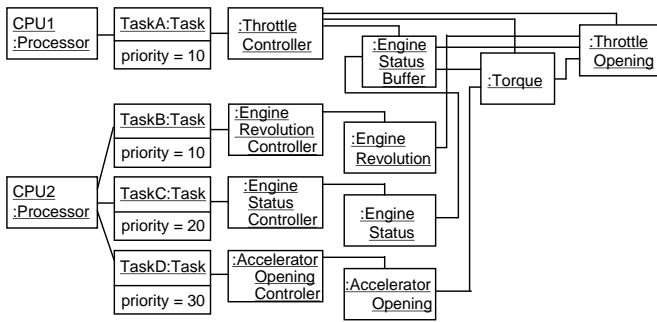 CPU1
:Processor
TaskA:Task
priority = 10
:Throttle
Controller
:Engine
Status
Buffer
:Torque
:Throttle
Opening
CPU2
:Processor
TaskB:Task
priority = 10
:Engine
Revolution
Controller
:Engine
Revolution
TaskC:Task
priority = 20
:Engine
Status
Controller
:Engine
Status
TaskD:Task
priority = 30
:Accelerator
Opening
Controler
:Accelerator
Opening